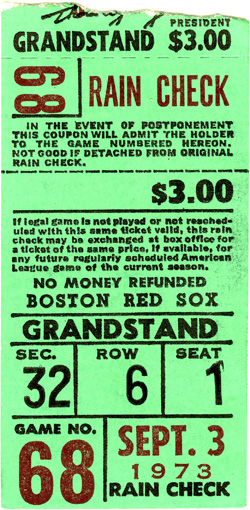 PRESIDENT
GRANDSTAND $3.00
68
RAIN CHECK
IN THE EVENT OF POSTPONEMENT
THIS COUPON WILL ADMIT THE HOLDER
TO THE GAME NUMBERED HEREON.
NOT GOOD IF DETACHED FROM ORIGINAL
RAIN CHECK.
$3.00
If legal game is not played or not resched-
uled with this same ticket valid, this rain
check may be exchanged at box office for
a ticket of the same price, if available, for
any future regularly scheduled American
League game of the current season.
NO MONEY REFUNDED
BOSTON RED SOX
GRANDSTAND
SEC. ROW SEAT
32 6 1
GAME NO.
68
SEPT. 3
1973
RAIN CHECK